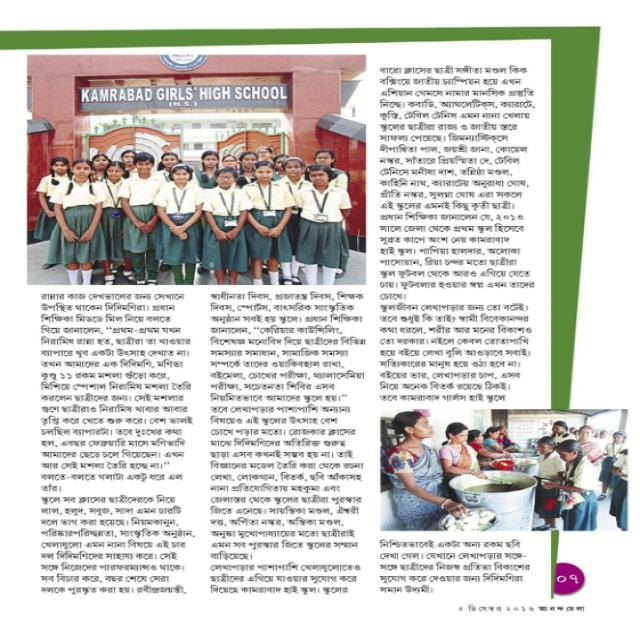 KAMRABAD GIRLS' HIGH SCHOOL
(H.S.)
রান্নার কাজ দেখভালের জন্য সেখানে
উপস্থিত থাকেন দিদিমণিরা। প্রধান
শিক্ষিকা মিডডে মিল নিয়ে বলতে
গিয়ে জানালেন, “প্রথম-প্রথম যখন
নিরামিষ রান্না হত, ছাত্রীরা তা খাওয়ার
ব্যাপারে খুব একটা উৎসাহ দেখাত না।
তখন আমাদের এক দিদিমণি, মণিভা
কুণ্ডু ১১ রকম মশলা গুঁড়ো করে,
মিশিয়ে স্পেশাল নিরামিষ মশলা তৈরি
করলেন ছাত্রীদের জন্য। সেই মশলার
গুণে ছাত্রীরাও নিরামিষ খাবার আবার
তৃপ্তি করে খেতে শুরু করে। বেশ ভালই
চলছিল ব্যাপারটা। তবে দুঃখের কথা
হল, এবছর ফেব্রুয়ারি মাসে মণিভাদি
আমাদের ছেড়ে চলে গিয়েছেন। এখন
আর সেই মশলা তৈরি হচ্ছে না।’’
বলতে-বলতে গলাটা একটু ধরে এল
তাঁর।
স্কুলে সব ক্লাসের ছাত্রীদেরকে নিয়ে
লাল, হলুদ, সবুজ, সাদা এমন চারটি
দলে ভাগ করা হয়েছে। নিয়মকানুন,
পরিষ্কারপরিচ্ছন্নতা, সাংস্কৃতিক অনুষ্ঠান,
খেলাধুলো এমন নানা বিষয়ে এই চার
দল দিদিমণিদের সাহায্য করে। সেই
সঙ্গে নিজেদের পারফরম্যান্সও থাকে।
সব বিচার করে, বছর শেষে সেরা
দলকে পুরস্কৃত করা হয়। রবীন্দ্রজয়ন্তী,
স্বাধীনতা দিবস, প্রজাতন্ত্র দিবস, শিক্ষক
দিবস, স্পোর্টস, বাৎসরিক সাংস্কৃতিক
অনুষ্ঠান সবই হয় স্কুলে। প্রধান শিক্ষিকা
জানালেন, ‘‘কেরিয়ার কাউন্সিলিং,
বিশেষজ্ঞ মনোবিদ দিয়ে ছাত্রীদের বিভিন্ন
সমস্যার সমাধান, সামাজিক সমস্যা
সম্পর্কে তাদের ওয়াকিবহাল রাখা,
বইমেলা, চোখের পরীক্ষা, থ্যালাসেমিয়া
পরীক্ষা, সচেতনতা শিবির এসব
নিয়মিতভাবে আমাদের স্কুলে হয়।’’
তবে লেখাপড়ার পাশাপাশি অন্যান্য
বিষয়েও এই স্কুলের উৎসাহ বেশ
চোখে পড়ার মতো। রোজকার ক্লাসের
মাঝে দিদিমণিদের অতিরিক্ত গুরুত্ব
ছাড়া এসব কখনই সম্ভব হয় না। তাই
বিজ্ঞানের মডেল তৈরি করা থেকে রচনা
লেখা, লোকগান, বিতর্ক, ছবি আঁকাসহ
নানা প্রতিযোগিতায় মহকুমা এবং
জেলাস্তর থেকে স্কুলের ছাত্রীরা পুরস্কার
জিতে এনেছে। সায়ন্তিকা মণ্ডল, ঐশ্বরী
দত্ত, অর্পিতা নস্কর, অন্তিকা মণ্ডল,
অনুষ্কা মুখোপাধ্যায়ের মতো ছাত্রীরাই
এমন সব পুরস্কার জিতে স্কুলের সম্মান
বাড়িয়েছে।
লেখাপড়ার পাশাপাশি খেলাধুলোতেও
ছাত্রীদের এগিয়ে যাওয়ার সুযোগ করে
দিয়েছে কামরাবাদ হাই স্কুল। স্কুলের
বারো ক্লাসের ছাত্রী সঙ্গীতা মণ্ডল কিক
বক্সিংয়ে জাতীয় চ্যাম্পিয়ন হয়ে এখন
এশিয়ান গেমসে নামার মানসিক প্রস্তুতি
নিচ্ছে। কবাডি, অ্যাথলেটিক্স, ক্যারাটে,
কুস্তি, টেবিল টেনিস এমন নানা খেলায়
স্কুলের ছাত্রীরা রাজ্য ও জাতীয় স্তরে
সাফল্য পেয়েছে। জিমন্যাস্টিক্সে
দীপান্বিতা পাল, জয়শ্রী জানা, কোয়েল
নস্কর, সাঁতারে প্রিয়স্মিতা দে, টেবিল
টেনিসে মনীষা দাশ, তন্নিষ্ঠা মণ্ডল,
কাহিনি নাথ, ক্যারাটের অনুরাধা ঘোষ,
প্রীতি নস্কর, সুলগ্না ঘোষ এরা সকলে
এই স্কুলের এমনই কিছু কৃতী ছাত্রী।
প্রধান শিক্ষিকা জানালেন যে, ২০১৩
সালে জেলা থেকে প্রথম স্কুল হিসেবে
সুব্রত কাপে অংশ নেয় কামরাবাদ
হাই স্কুল। পাপিয়া হালদার, অলোকা
পাসোয়ান, রিয়া চন্দর মতো ছাত্রীরা
স্কুল ফুটবল থেকে আরও এগিয়ে যেতে
চায়। ফুটবলার হওয়ার স্বপ্ন এখন তাদের
চোখে।
স্কুলজীবন লেখাপড়ার জন্য তো বটেই।
তবে শুধুই কি তাই? স্বামী বিবেকানন্দর
কথা ধরলে, শরীর আর মনের বিকাশও
তো দরকার। নইলে কেবল তোতাপাখি
হয়ে বইয়ে লেখা বুলি আওড়াবে সবাই।
সত্যিকারের মানুষ হয়ে ওঠা হবে না।
বইয়ের ভার, লেখাপড়ার চাপ, এসব
নিয়ে অনেক বিতর্ক রয়েছে ঠিকই।
তবে কামরাবাদ গার্লস হাই স্কুলে
নিশ্চিতভাবেই একটা অন্য রকম ছবি
দেখা গেল। যেখানে লেখাপড়ার সঙ্গে-
সঙ্গে ছাত্রীদের নিজস্ব প্রতিভা বিকাশের
সুযোগ করে দেওয়ার জন্য দিদিমণিরা
সমান উদ্যমী।
০৭
৫ ডিসেম্বর ২০১৬ আনন্দমেলা